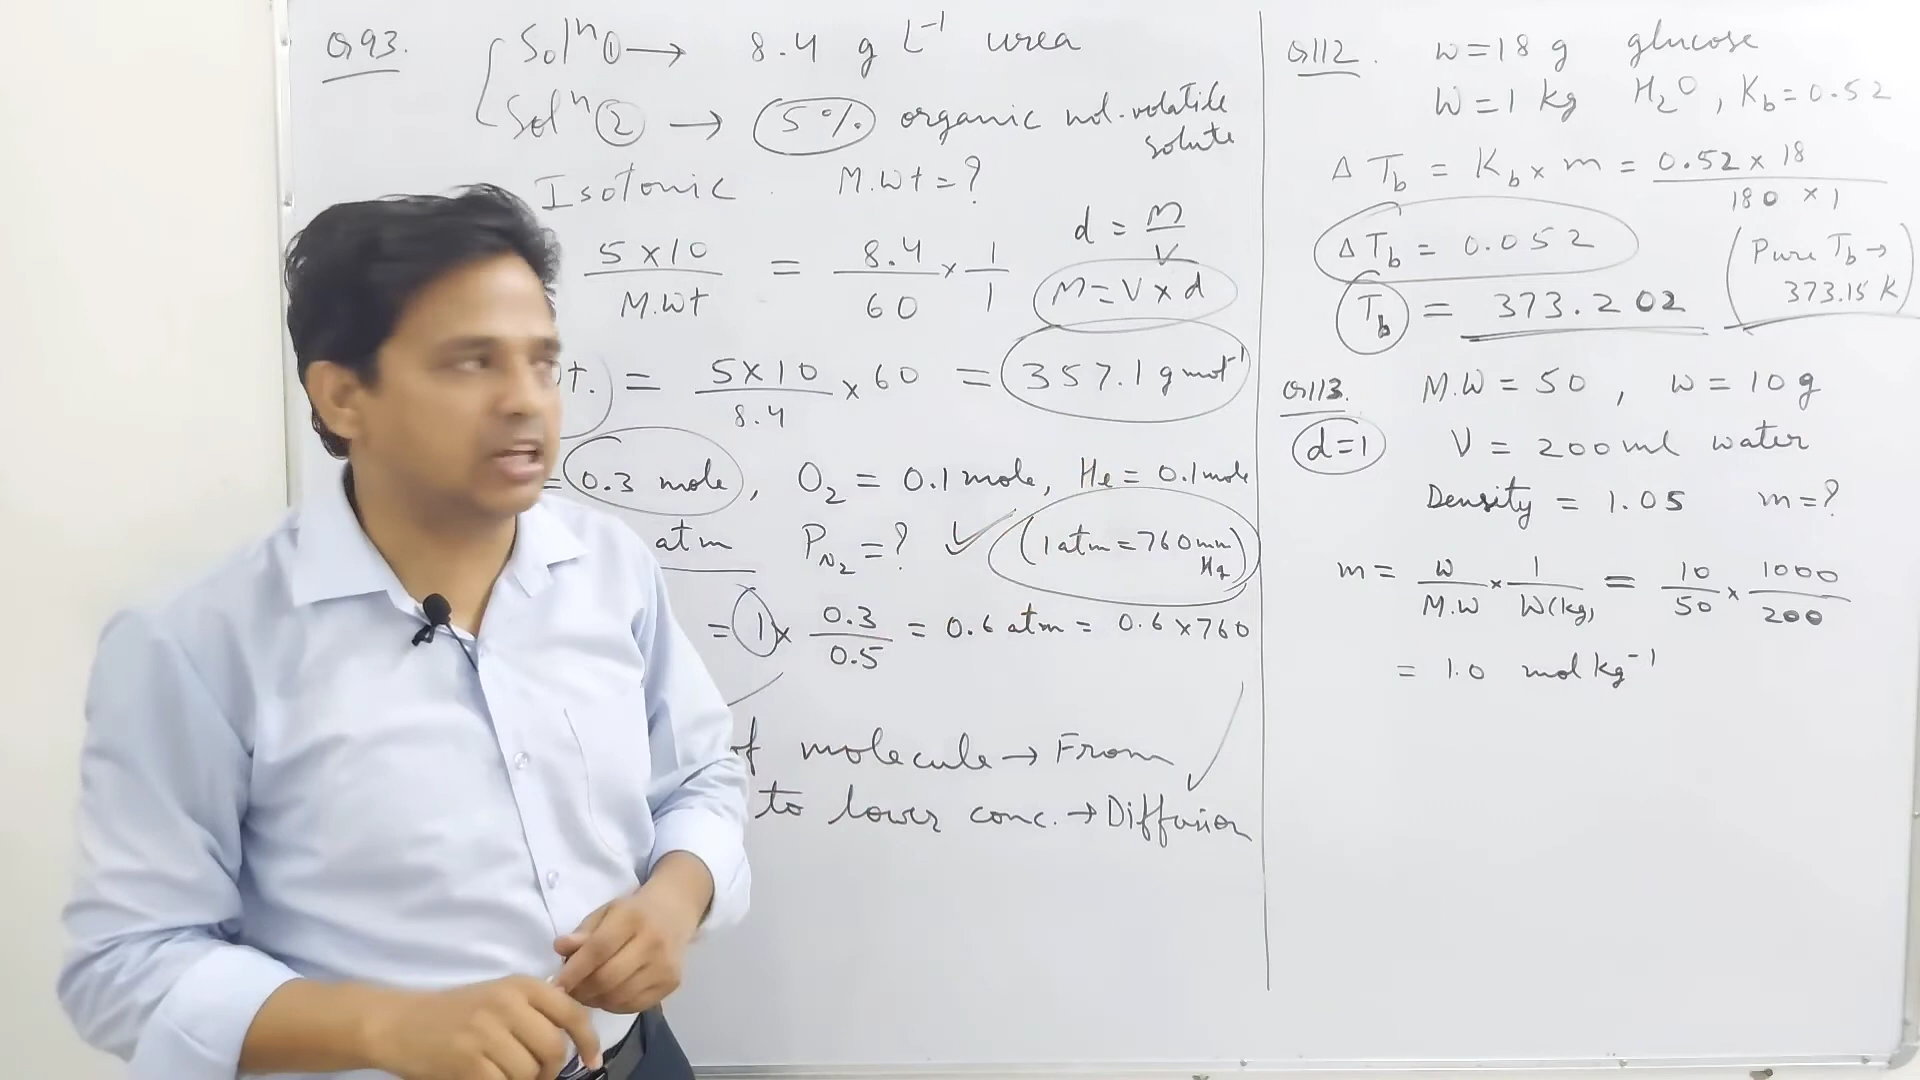 Q93. Solⁿ ① → 8.4 g L⁻¹ urea
Solⁿ ② → 5% organic not-volatile solute
Isotonic. M.Wt = ?
5 × 10 / M.Wt = 8.4 / 60 × 1 / 1
d = M / V
M = V × d
t. = 5 × 10 / 8.4 × 60 = 357.1 g mol⁻¹
= 0.3 mole, O₂ = 0.1 mole, He = 0.1 mole
atm P_N₂ = ? ✓ (1 atm = 760 mm Hg)
= 1 × 0.3 / 0.5 = 0.6 atm = 0.6 × 760
of molecule → From
to lower conc. → Diffusion
Q112. w = 18 g glucose
W = 1 kg H₂O, K_b = 0.52
Δ T_b = K_b × m = 0.52 × 18 / 180 × 1
Δ T_b = 0.052
(Pure T_b → 373.15 K)
T_b = 373.202
Q113. M.W = 50, w = 10 g
d = 1 V = 200 ml water
Density = 1.05 m = ?
m = w / M.W × 1 / W(kg) = 10 / 50 × 1000 / 200
= 1.0 mol kg⁻¹